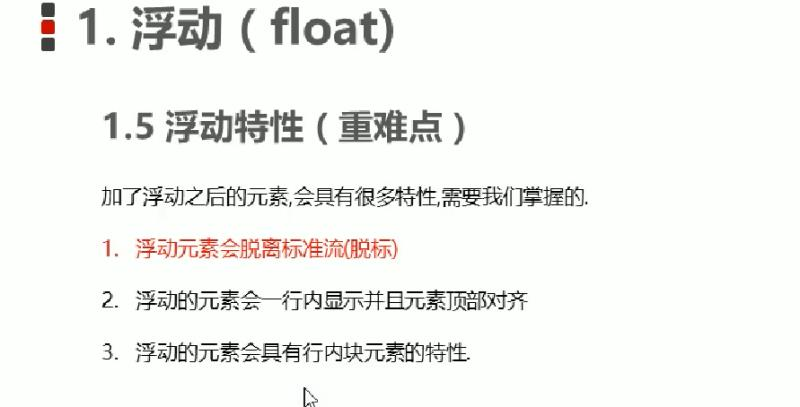 1. 浮动（float)
1.5 浮动特性（重难点）
加了浮动之后的元素,会具有很多特性,需要我们掌握的.
1. 浮动元素会脱离标准流(脱标)
2. 浮动的元素会一行内显示并且元素顶部对齐
3. 浮动的元素会具有行内块元素的特性.